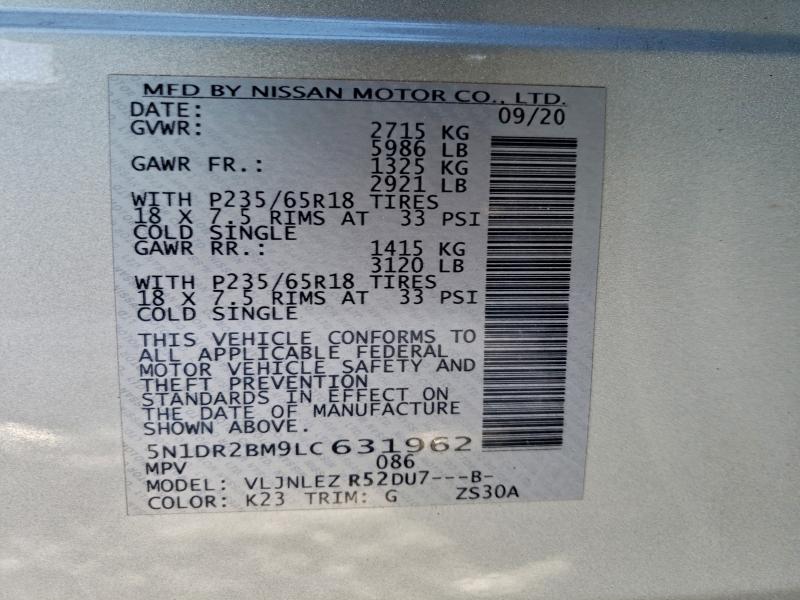 MFD BY NISSAN MOTOR CO., LTD.
DATE: 09/20
GVWR: 2715 KG
5986 LB
GAWR FR.: 1325 KG
2921 LB
WITH P235/65R18 TIRES
18 X 7.5 RIMS AT 33 PSI
COLD SINGLE
GAWR RR.: 1415 KG
3120 LB
WITH P235/65R18 TIRES
18 X 7.5 RIMS AT 33 PSI
COLD SINGLE
THIS VEHICLE CONFORMS TO
ALL APPLICABLE FEDERAL
MOTOR VEHICLE SAFETY AND
THEFT PREVENTION
STANDARDS IN EFFECT ON
THE DATE OF MANUFACTURE
SHOWN ABOVE.
5N1DR2BM9LC631962
MPV 086
MODEL: VLJNLEZ R52DU7---B-
COLOR: K23 TRIM: G ZS30A